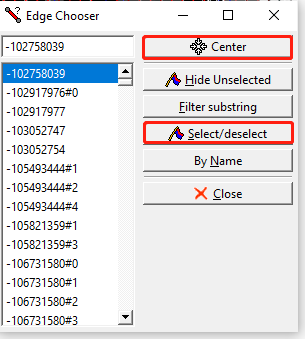 Edge Chooser
-102758039
Center
-102758039
-102917976#0
-102917977
-103052747
-103052754
-105493444#1
-105493444#2
-105493444#4
-105821359#1
-105821359#3
-106731580#0
-106731580#1
-106731580#2
-106731580#3
Hide Unselected
Filter substring
Select/deselect
By Name
Close